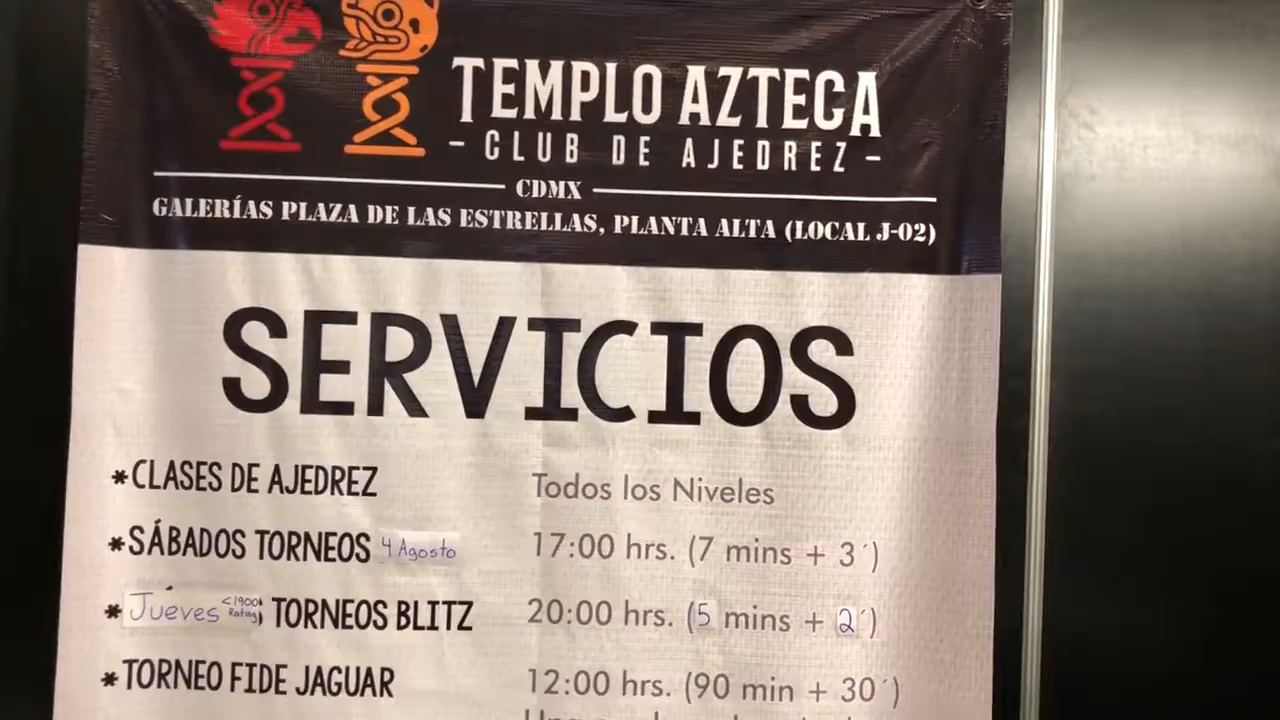 TEMPLO AZTECA
- CLUB DE AJEDREZ -
CDMX
GALERÍAS PLAZA DE LAS ESTRELLAS, PLANTA ALTA (LOCAL J-02)
SERVICIOS
*CLASES DE AJEDREZ Todos los Niveles
*SÁBADOS TORNEOS 4 Agosto 17:00 hrs. (7 mins + 3´)
*Jueves (<1900 Rating) TORNEOS BLITZ 20:00 hrs. (5 mins + 2´)
*TORNEO FIDE JAGUAR 12:00 hrs. (90 min + 30´)